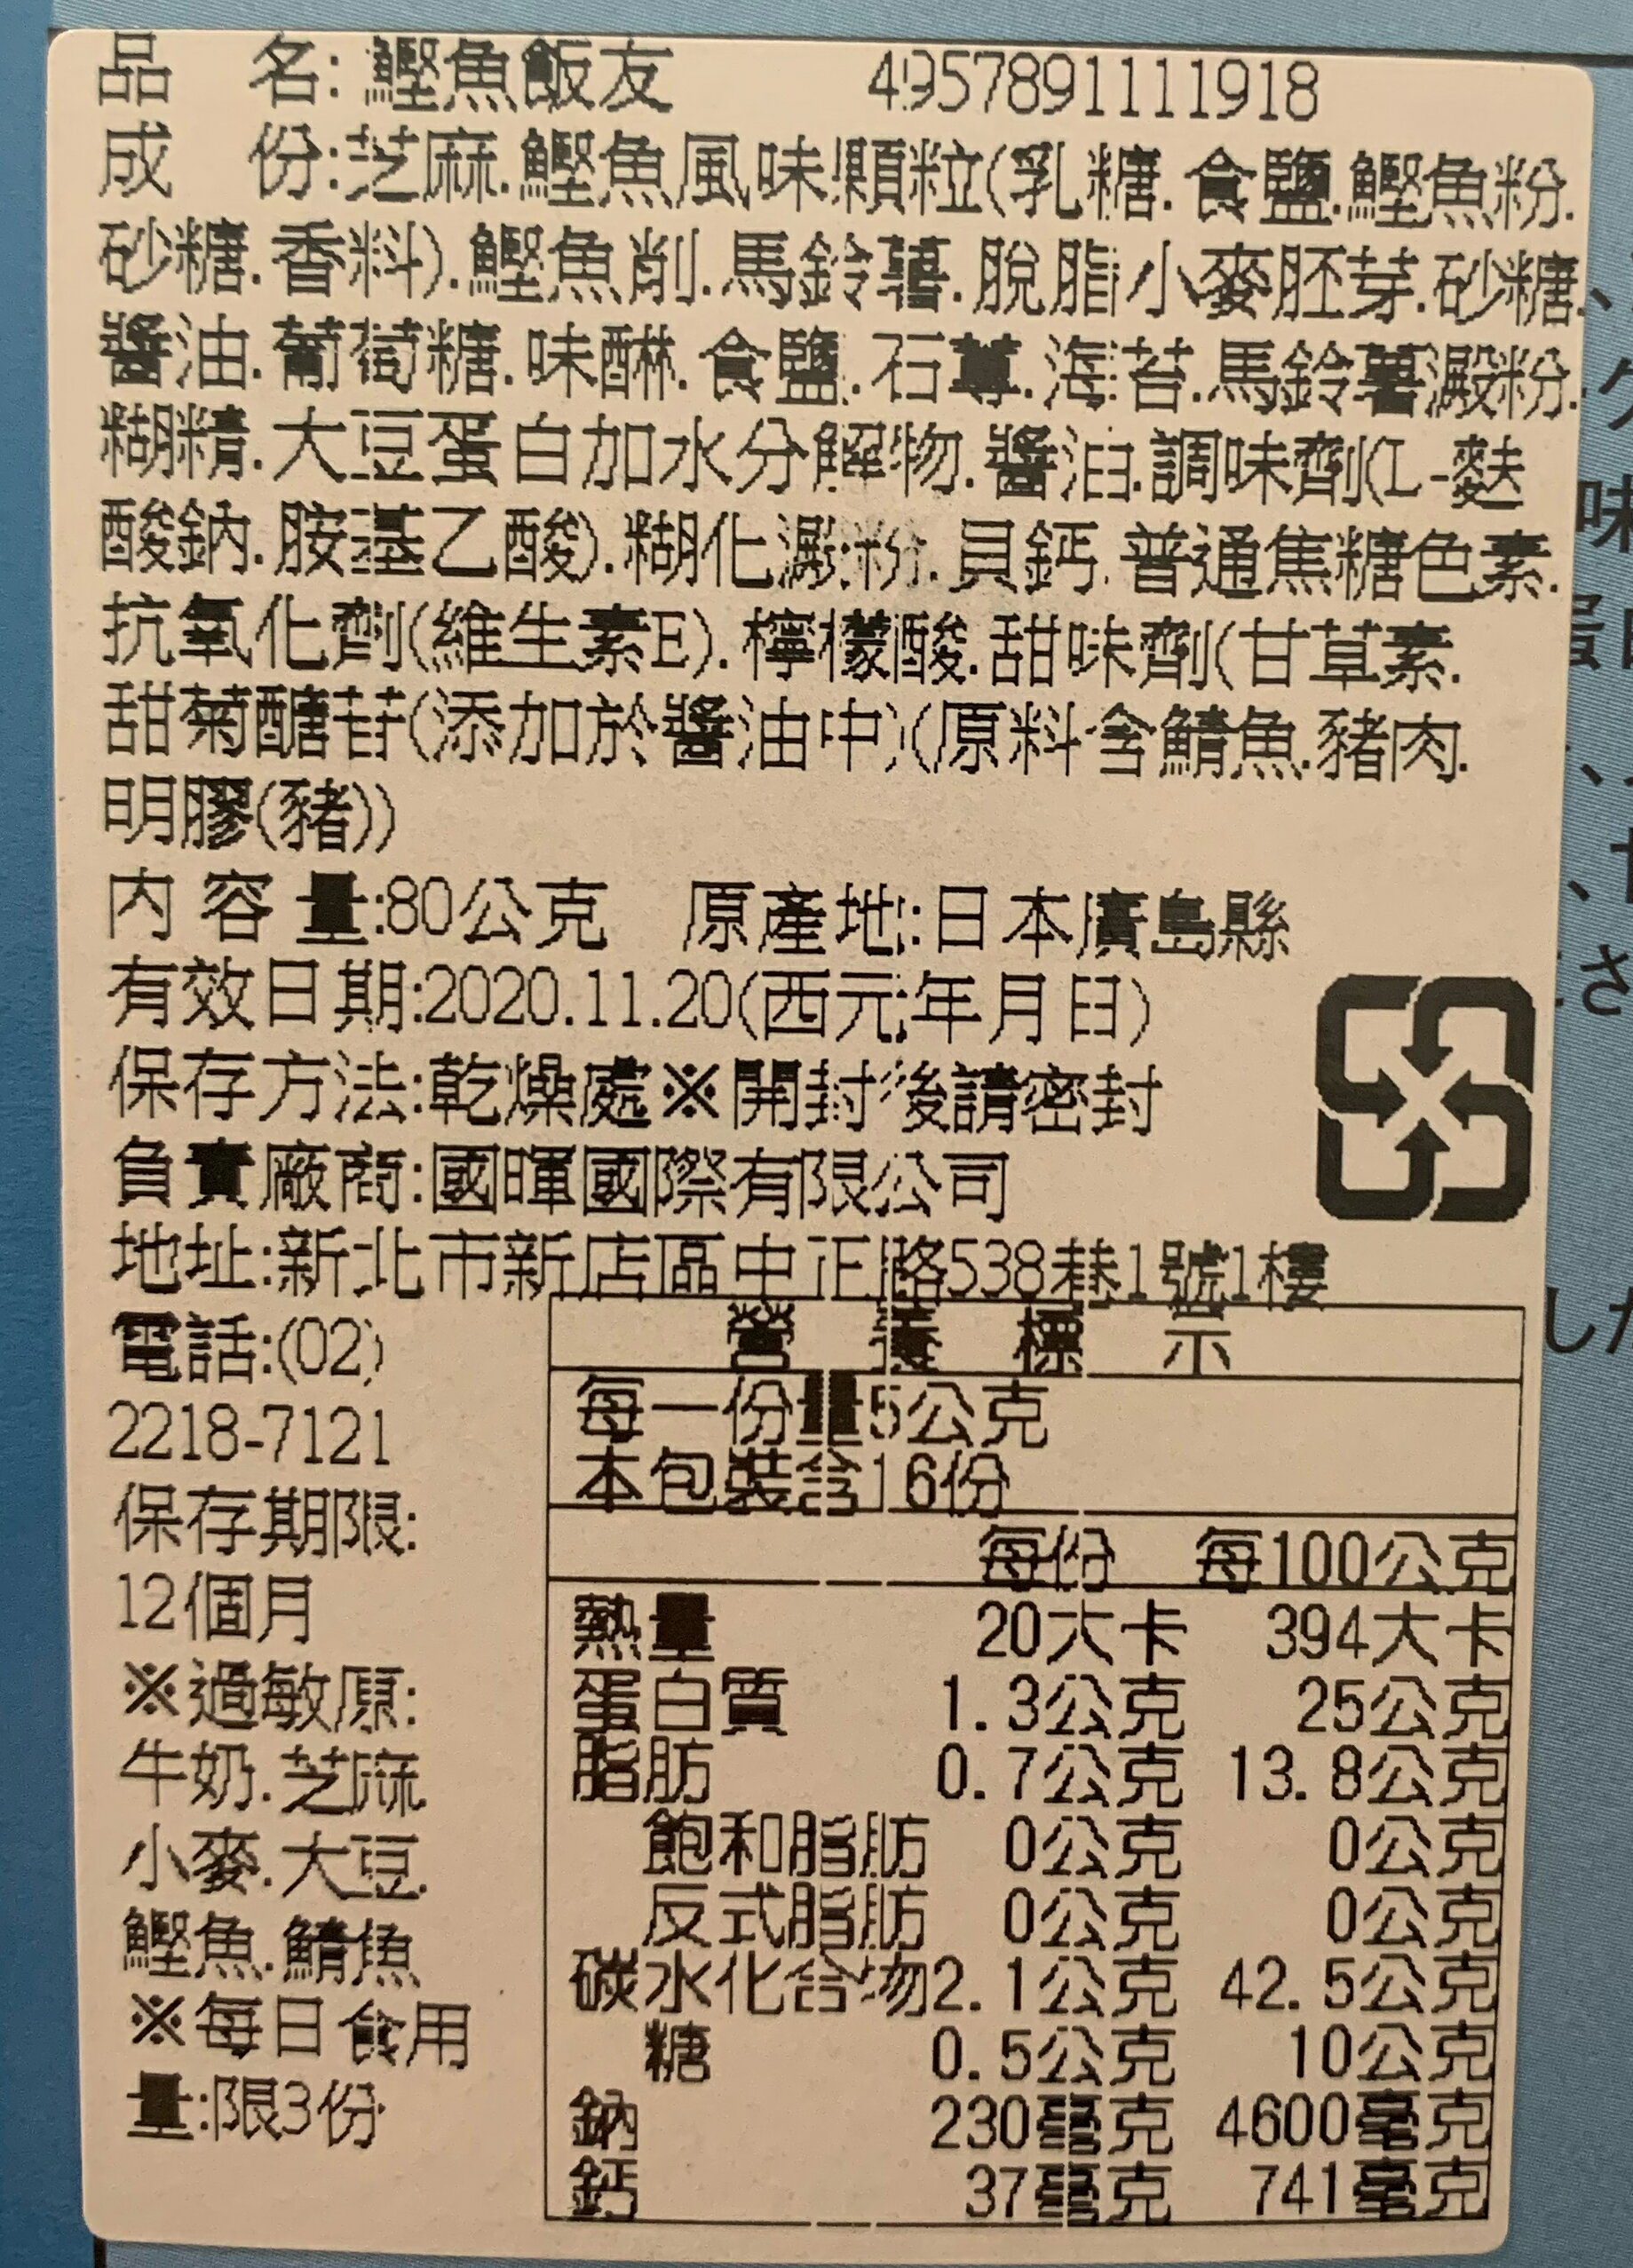 品 名:鰹魚飯友 4957891111918
成 份:芝麻.鰹魚風味顆粒(乳糖.食鹽.鰹魚粉.
砂糖.香料).鰹魚削.馬鈴薯.脫脂小麥胚芽.砂糖.
醬油.葡萄糖.味醂.食鹽.石蓴.海苔.馬鈴薯澱粉.
糊精.大豆蛋白加水分解物.醬油.調味劑(L-麩
酸鈉.胺基乙酸).糊化澱粉.貝鈣.普通焦糖色素.
抗氧化劑(維生素E).檸檬酸.甜味劑(甘草素.
甜菊醣苷(添加於醬油中)(原料含鯖魚.豬肉.
明膠(豬))
內 容 量:80公克 原產地:日本廣島縣
有效日期:2020.11.20(西元年月日)
保存方法:乾燥處※開封後請密封
負責廠商:國暉國際有限公司
地址:新北市新店區中正路538巷1號1樓
電話:(02)
2218-7121
保存期限:
12個月
※過敏原:
牛奶.芝麻
小麥.大豆.
鰹魚.鯖魚
※每日食用
量:限3份
營 養 標 示
每一份量5公克
本包裝含16份
每份 每100公克
熱量 20大卡 394大卡
蛋白質 1.3公克 25公克
脂肪 0.7公克 13.8公克
飽和脂肪 0公克 0公克
反式脂肪 0公克 0公克
碳水化合物2.1公克 42.5公克
糖 0.5公克 10公克
鈉 230毫克 4600毫克
鈣 37毫克 741毫克